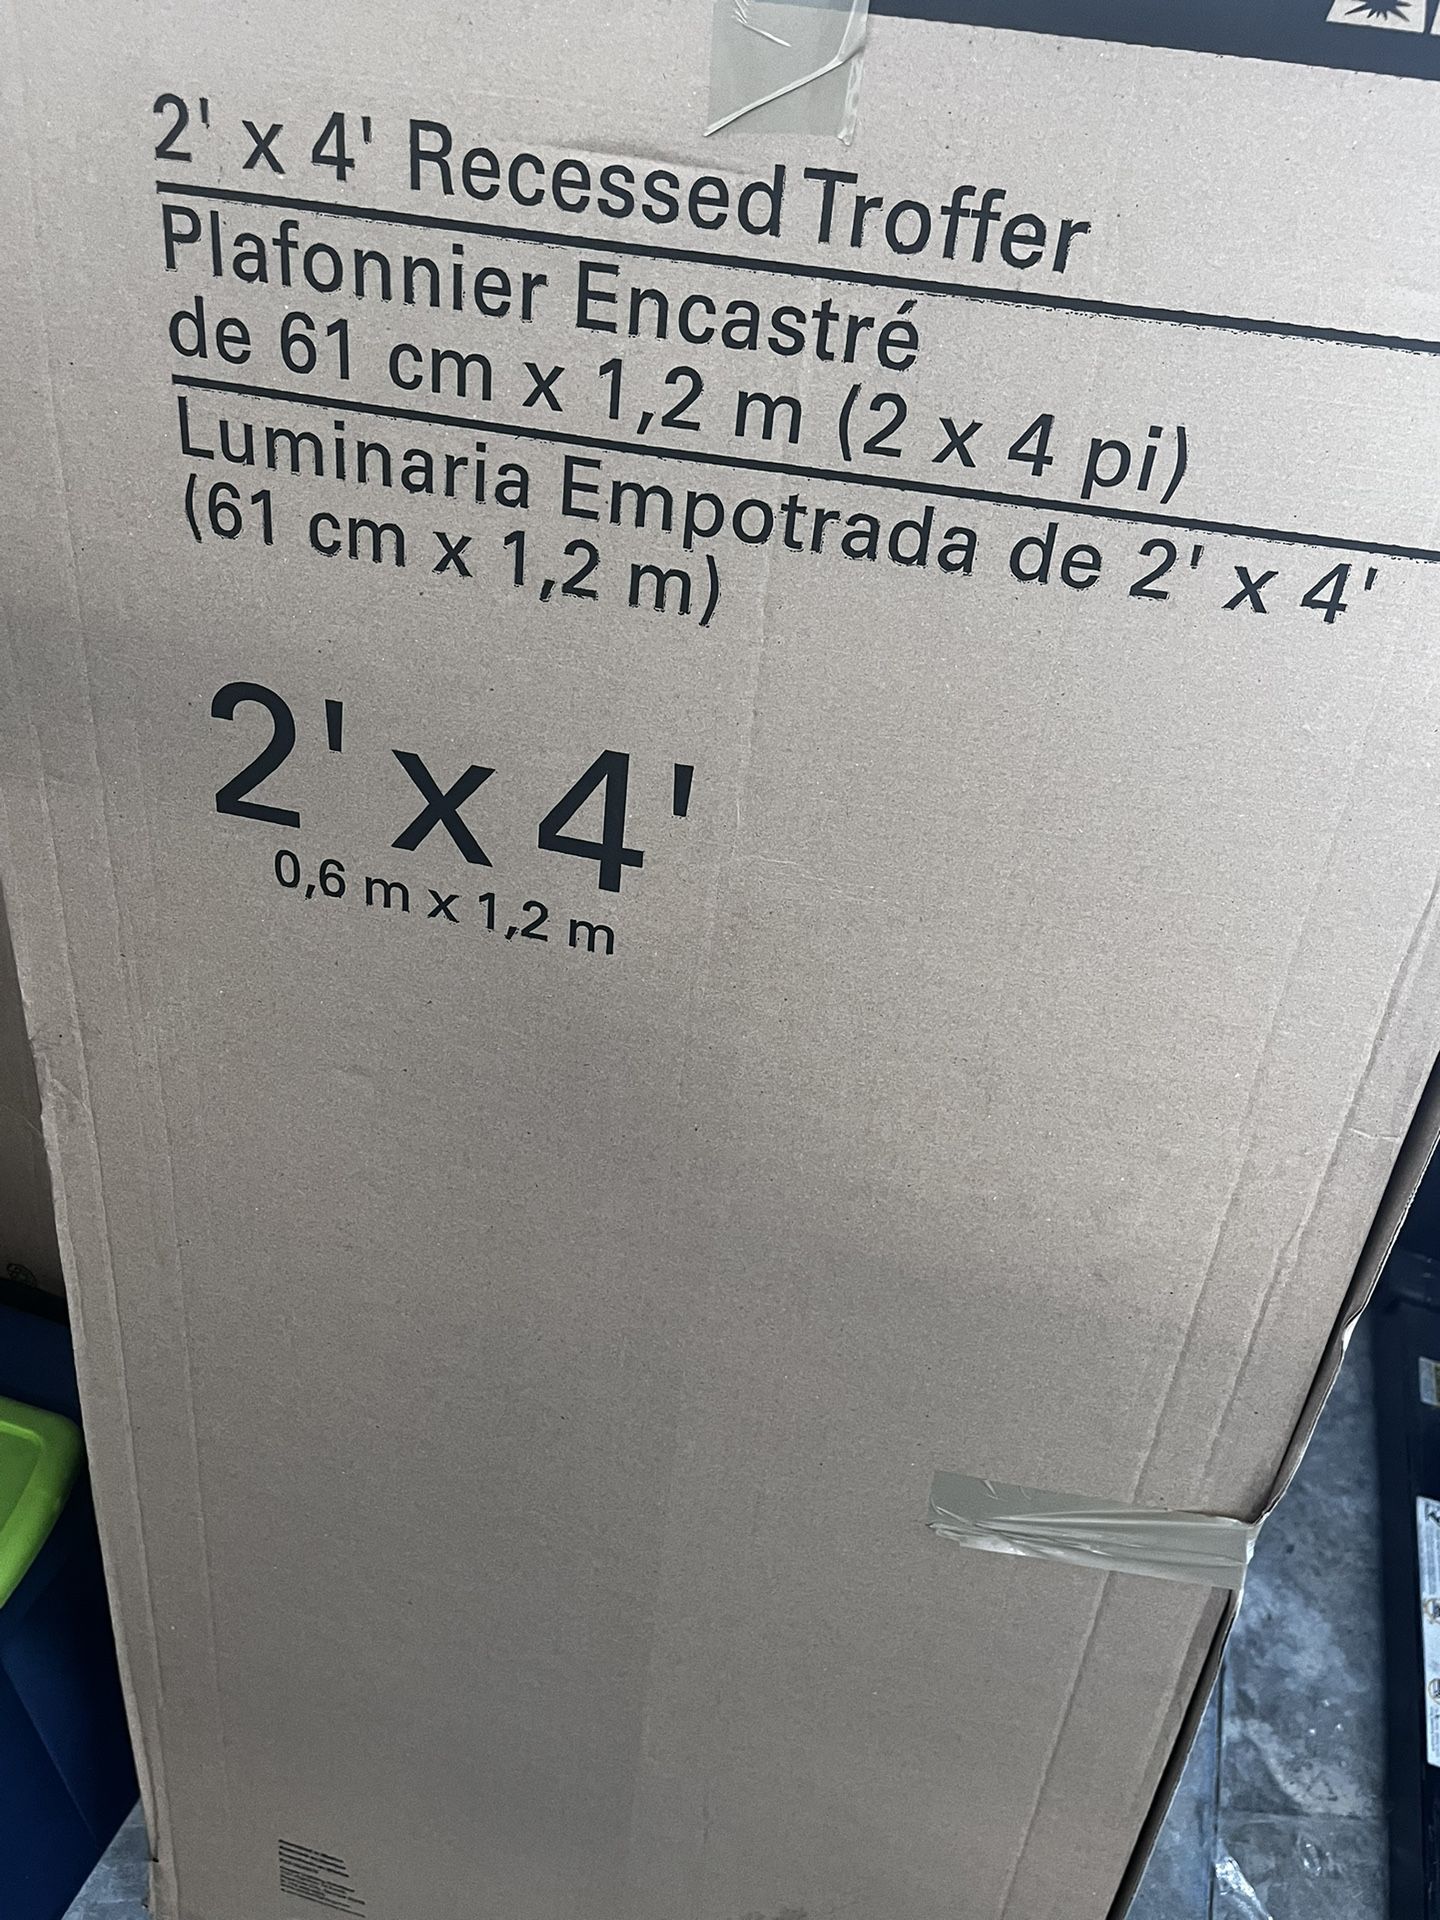 2' x 4' Recessed Troffer
Plafonnier Encastré
de 61 cm x 1,2 m (2 x 4 pi)
Luminaria Empotrada de 2' x 4'
(61 cm x 1,2 m)
2' x 4'
0,6 m x 1,2 m